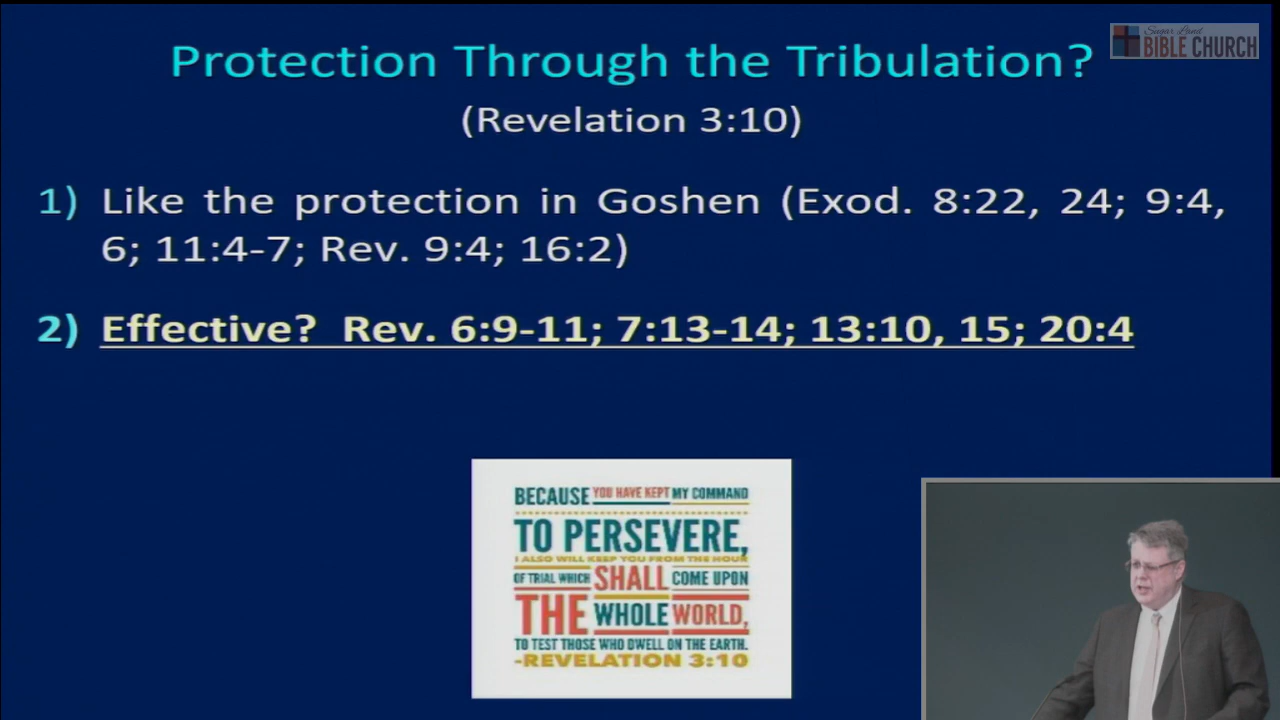 Sugar Land
BIBLE CHURCH
Protection Through the Tribulation?
(Revelation 3:10)
1) Like the protection in Goshen (Exod. 8:22, 24; 9:4,
6; 11:4-7; Rev. 9:4; 16:2)
2) Effective? Rev. 6:9-11; 7:13-14; 13:10, 15; 20:4
BECAUSE YOU HAVE KEPT MY COMMAND
TO PERSEVERE,
I ALSO WILL KEEP YOU FROM THE HOUR
OF TRIAL WHICH SHALL COME UPON
THE WHOLE WORLD,
TO TEST THOSE WHO DWELL ON THE EARTH.
-REVELATION 3:10